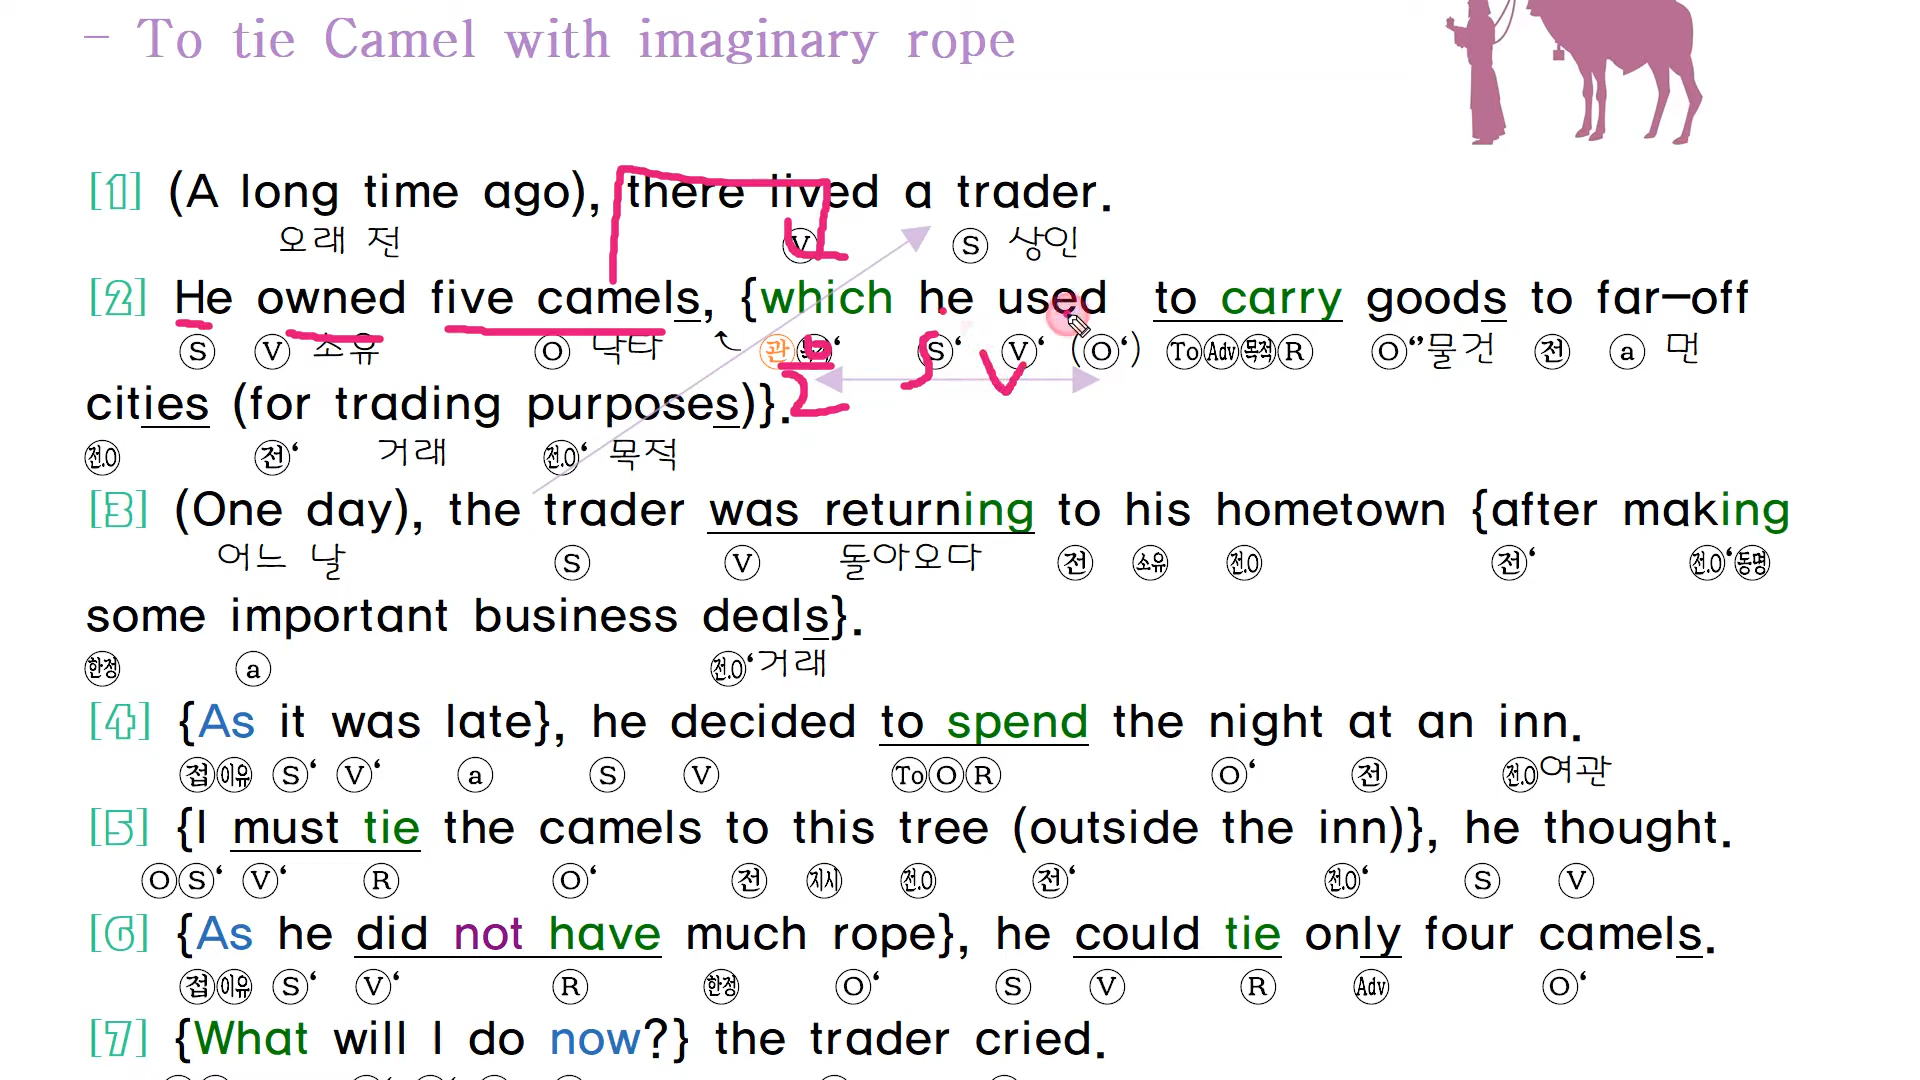 - To tie Camel with imaginary rope
[1] (A long time ago), there lived a trader.
오래 전 Ⓥ Ⓢ 상인
[2] He owned five camels, {which he used to carry goods to far-off
Ⓢ Ⓥ 소유 Ⓞ 낙타 관 Ⓢ‘ Ⓥ‘ (Ⓞ‘) To Adv 목적 Ⓡ Ⓞ‘’ 물건 전 ⓐ 먼
S V
cities (for trading purposes)}.
전.O 전‘ 거래 전.O‘ 목적
[3] (One day), the trader was returning to his hometown {after making
어느 날 Ⓢ Ⓥ 돌아오다 전 소유 전.O 전‘ 전.O‘ 동명
some important business deals}.
한정 ⓐ 전.O‘ 거래
[4] {As it was late}, he decided to spend the night at an inn.
접 이유 Ⓢ‘ Ⓥ‘ ⓐ Ⓢ Ⓥ To Ⓞ Ⓡ Ⓞ‘ 전 전.O 여관
[5] {I must tie the camels to this tree (outside the inn)}, he thought.
Ⓞ Ⓢ‘ Ⓥ‘ Ⓡ Ⓞ‘ 전 지시 전.O 전‘ 전.O‘ Ⓢ Ⓥ
[6] {As he did not have much rope}, he could tie only four camels.
접 이유 Ⓢ‘ Ⓥ‘ Ⓡ 한정 Ⓞ‘ Ⓢ Ⓥ Ⓡ Adv Ⓞ‘
[7] {What will I do now?} the trader cried.